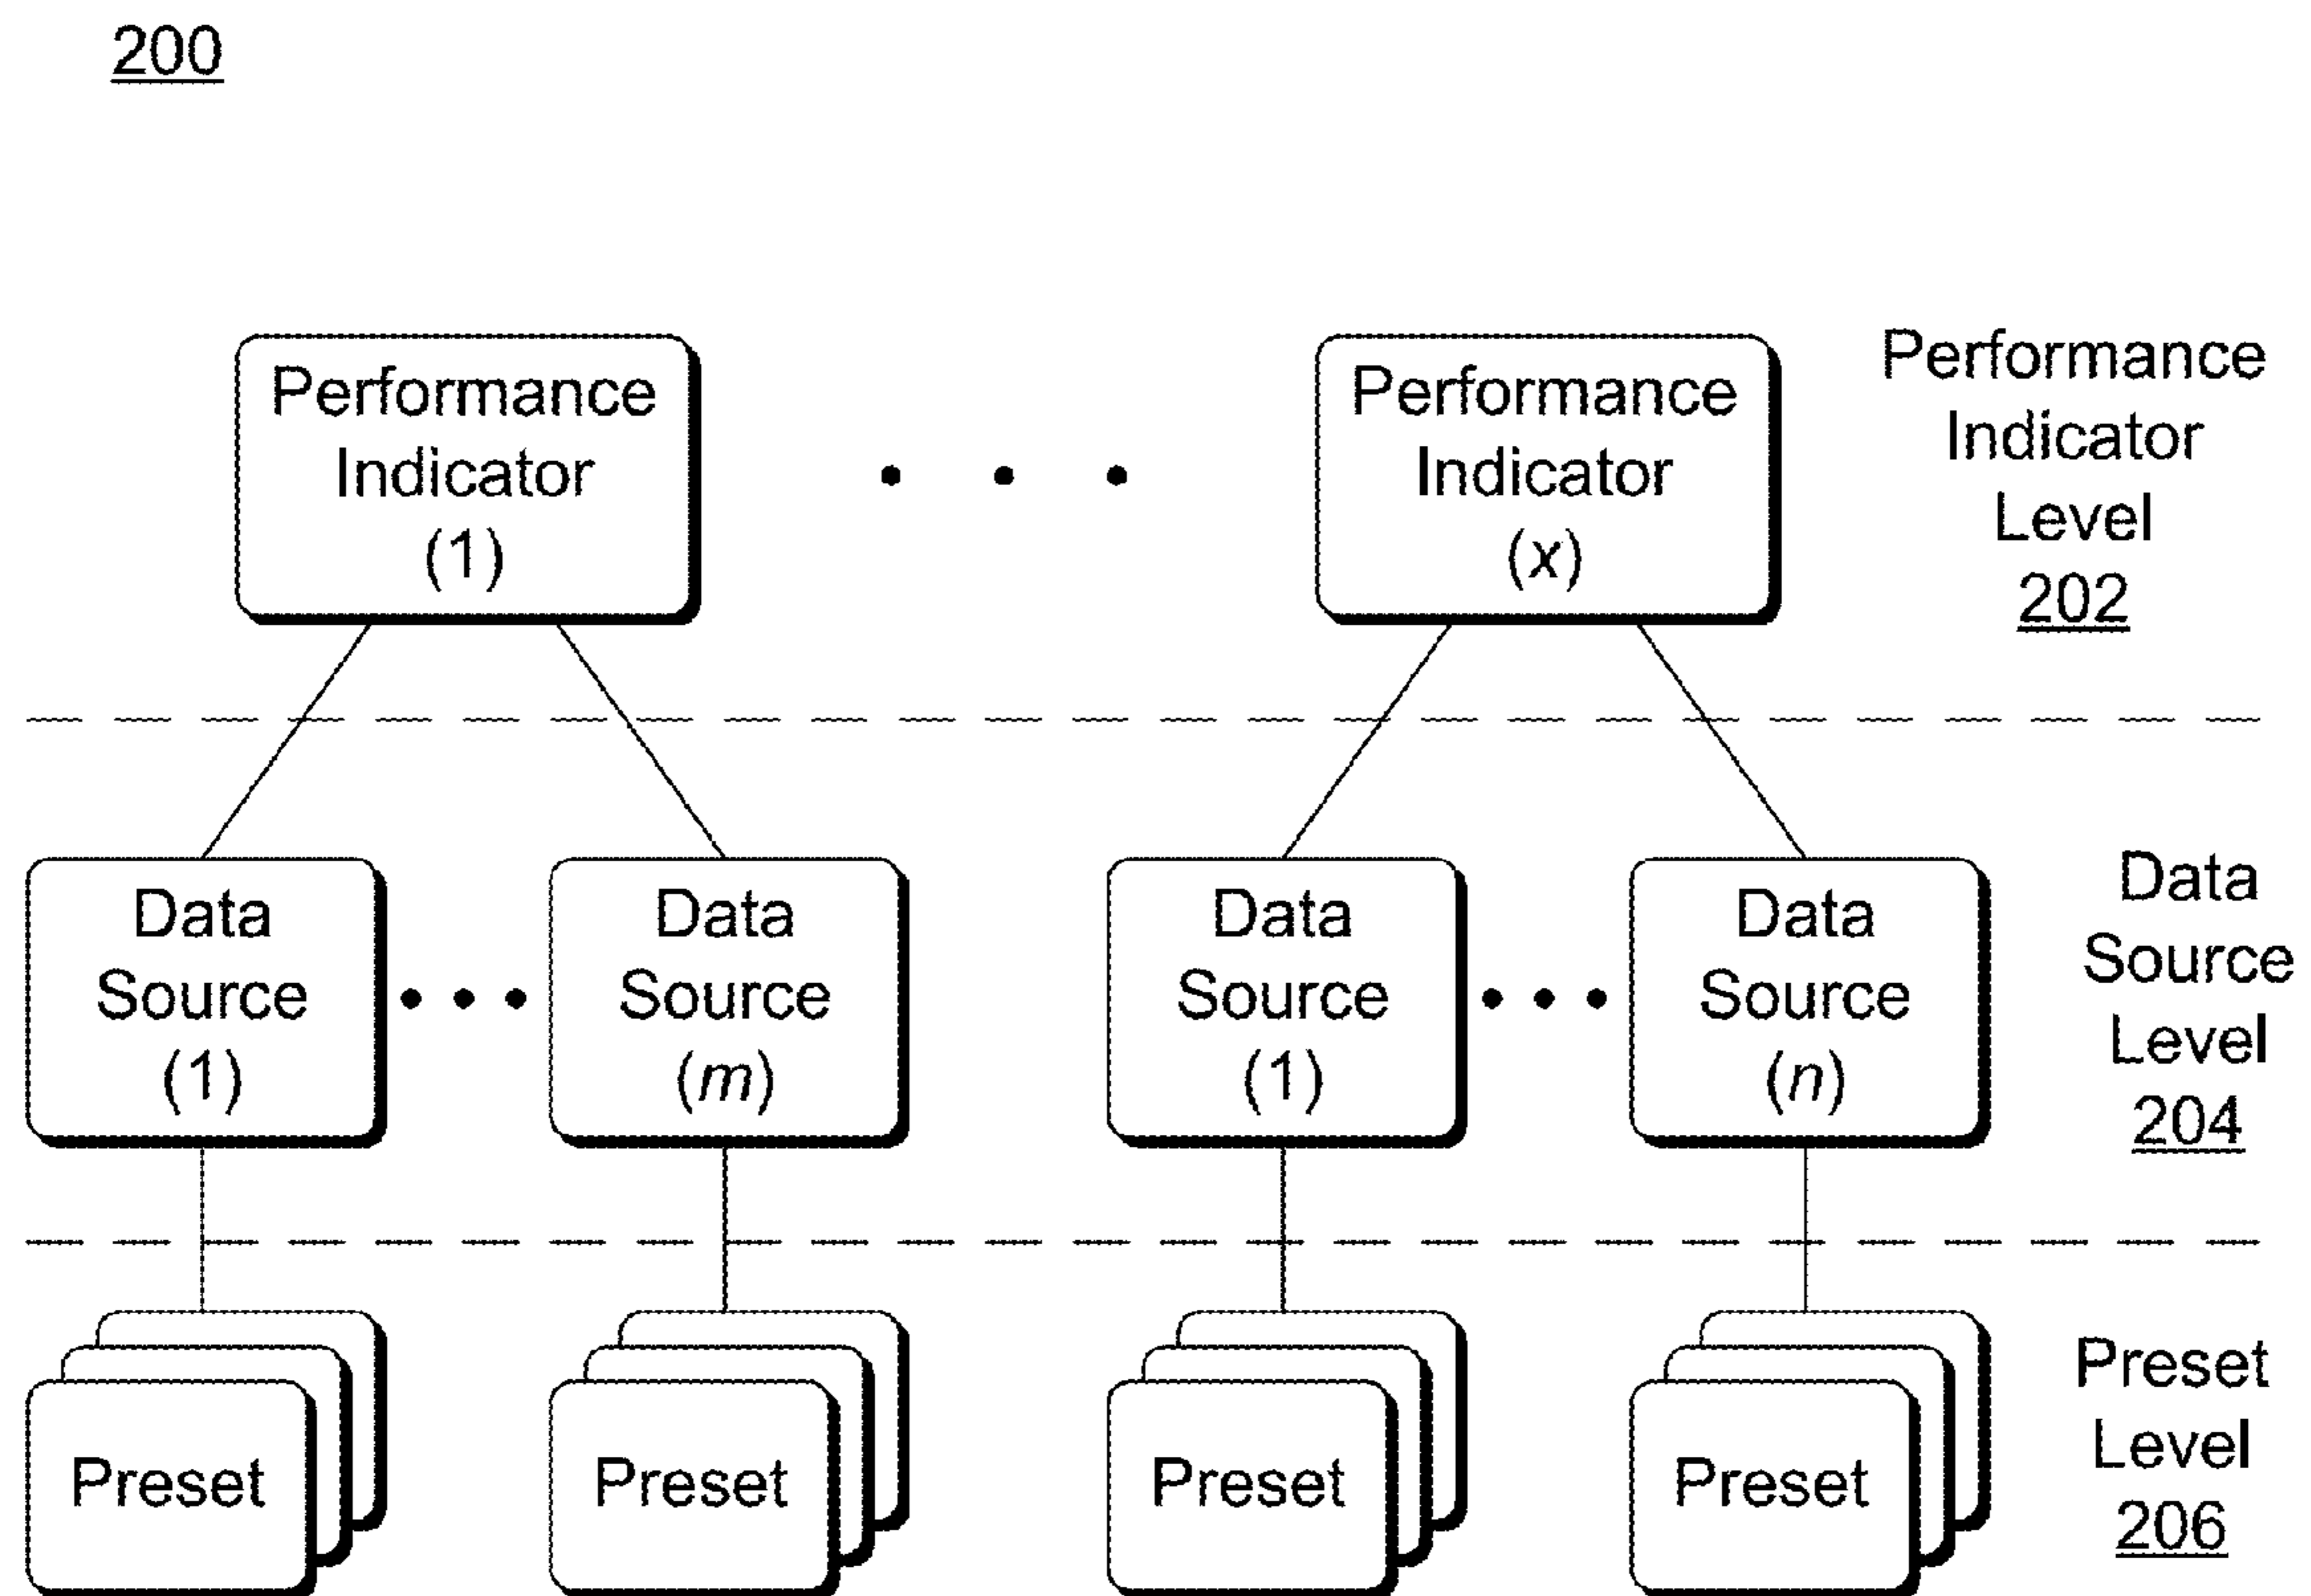 200
Performance
Indicator
(1)
Performance
Indicator
(x)
Performance
Indicator
Level
202
Data
Source
(1)
Data
Source
(m)
Data
Source
(1)
Data
Source
(n)
Data
Source
Level
204
Preset
Preset
Preset
Preset
Preset
Level
206